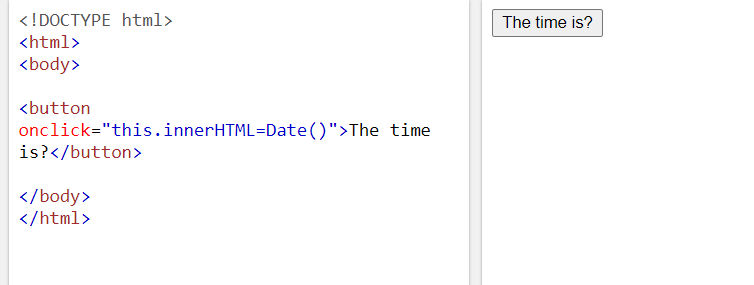 <!DOCTYPE html>
<html>
<body>
<button
onclick="this.innerHTML=Date()">The time
is?</button>
</body>
</html>
The time is?